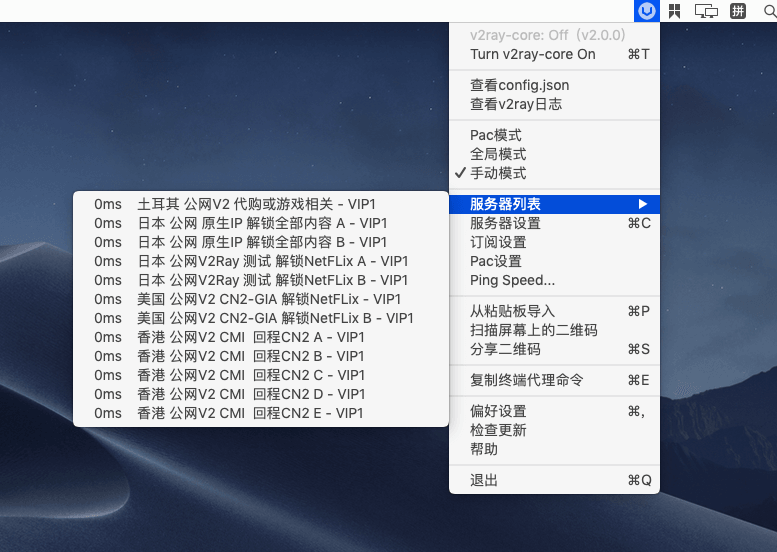 拼
v2ray-core: Off (v2.0.0)
Turn v2ray-core On ⌘T
查看config.json
查看v2ray日志
Pac模式
全局模式
✓ 手动模式
服务器列表 ▶
服务器设置 ⌘C
订阅设置
Pac设置
Ping Speed...
从粘贴板导入 ⌘P
扫描屏幕上的二维码
分享二维码 ⌘S
复制终端代理命令 ⌘E
偏好设置 ⌘,
检查更新
帮助
退出 ⌘Q
0ms 土耳其 公网V2 代购或游戏相关 - VIP1
0ms 日本 公网 原生IP 解锁全部内容 A - VIP1
0ms 日本 公网 原生IP 解锁全部内容 B - VIP1
0ms 日本 公网V2Ray 测试 解锁NetFLix A - VIP1
0ms 日本 公网V2Ray 测试 解锁NetFLix B - VIP1
0ms 美国 公网V2 CN2-GIA 解锁NetFLix - VIP1
0ms 美国 公网V2 CN2-GIA 解锁NetFLix B - VIP1
0ms 香港 公网V2 CMI 回程CN2 A - VIP1
0ms 香港 公网V2 CMI 回程CN2 B - VIP1
0ms 香港 公网V2 CMI 回程CN2 C - VIP1
0ms 香港 公网V2 CMI 回程CN2 D - VIP1
0ms 香港 公网V2 CMI 回程CN2 E - VIP1